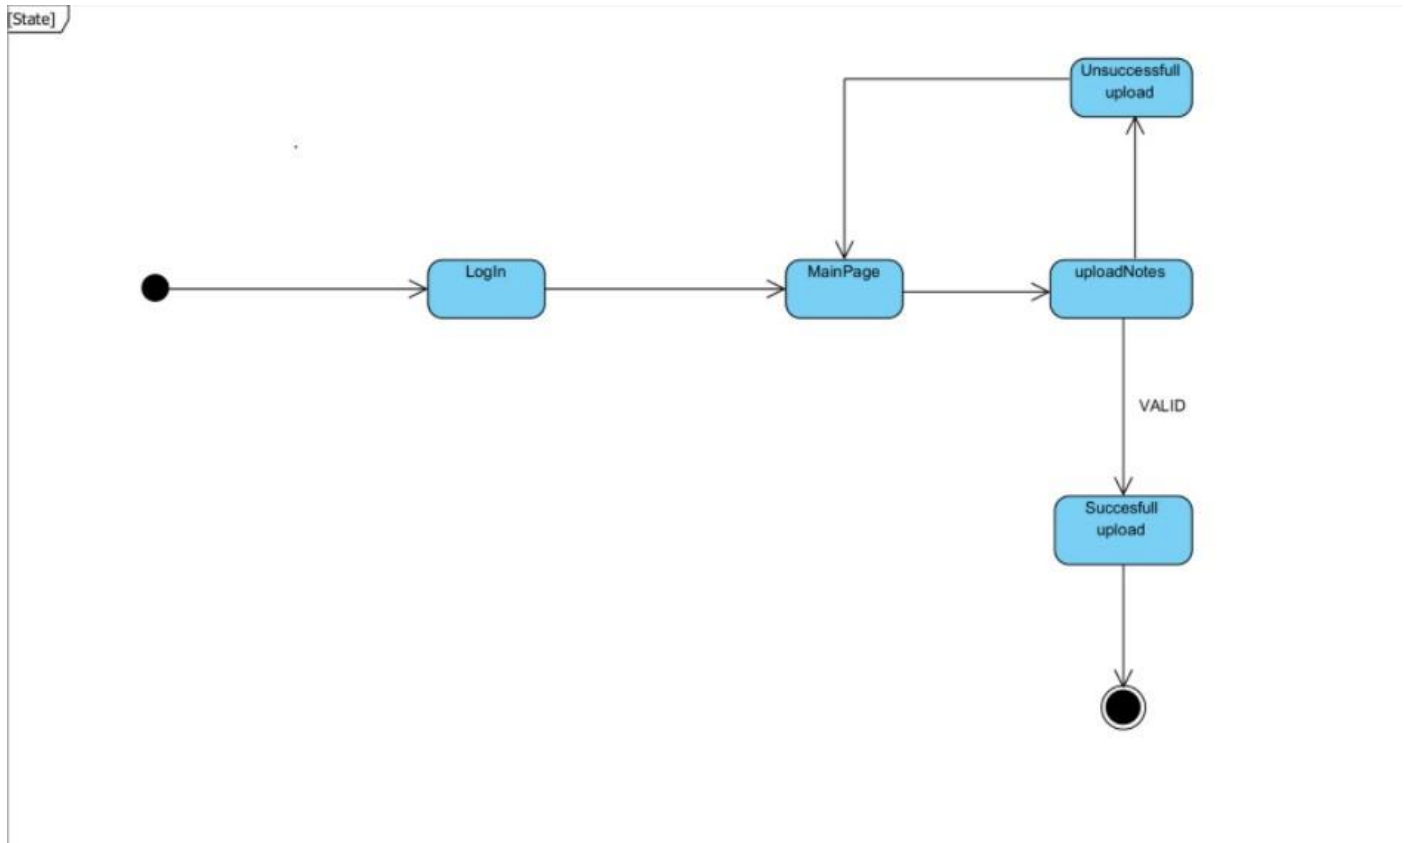 [State]
Unsuccessfull
upload
LogIn
MainPage
uploadNotes
VALID
Succesfull
upload